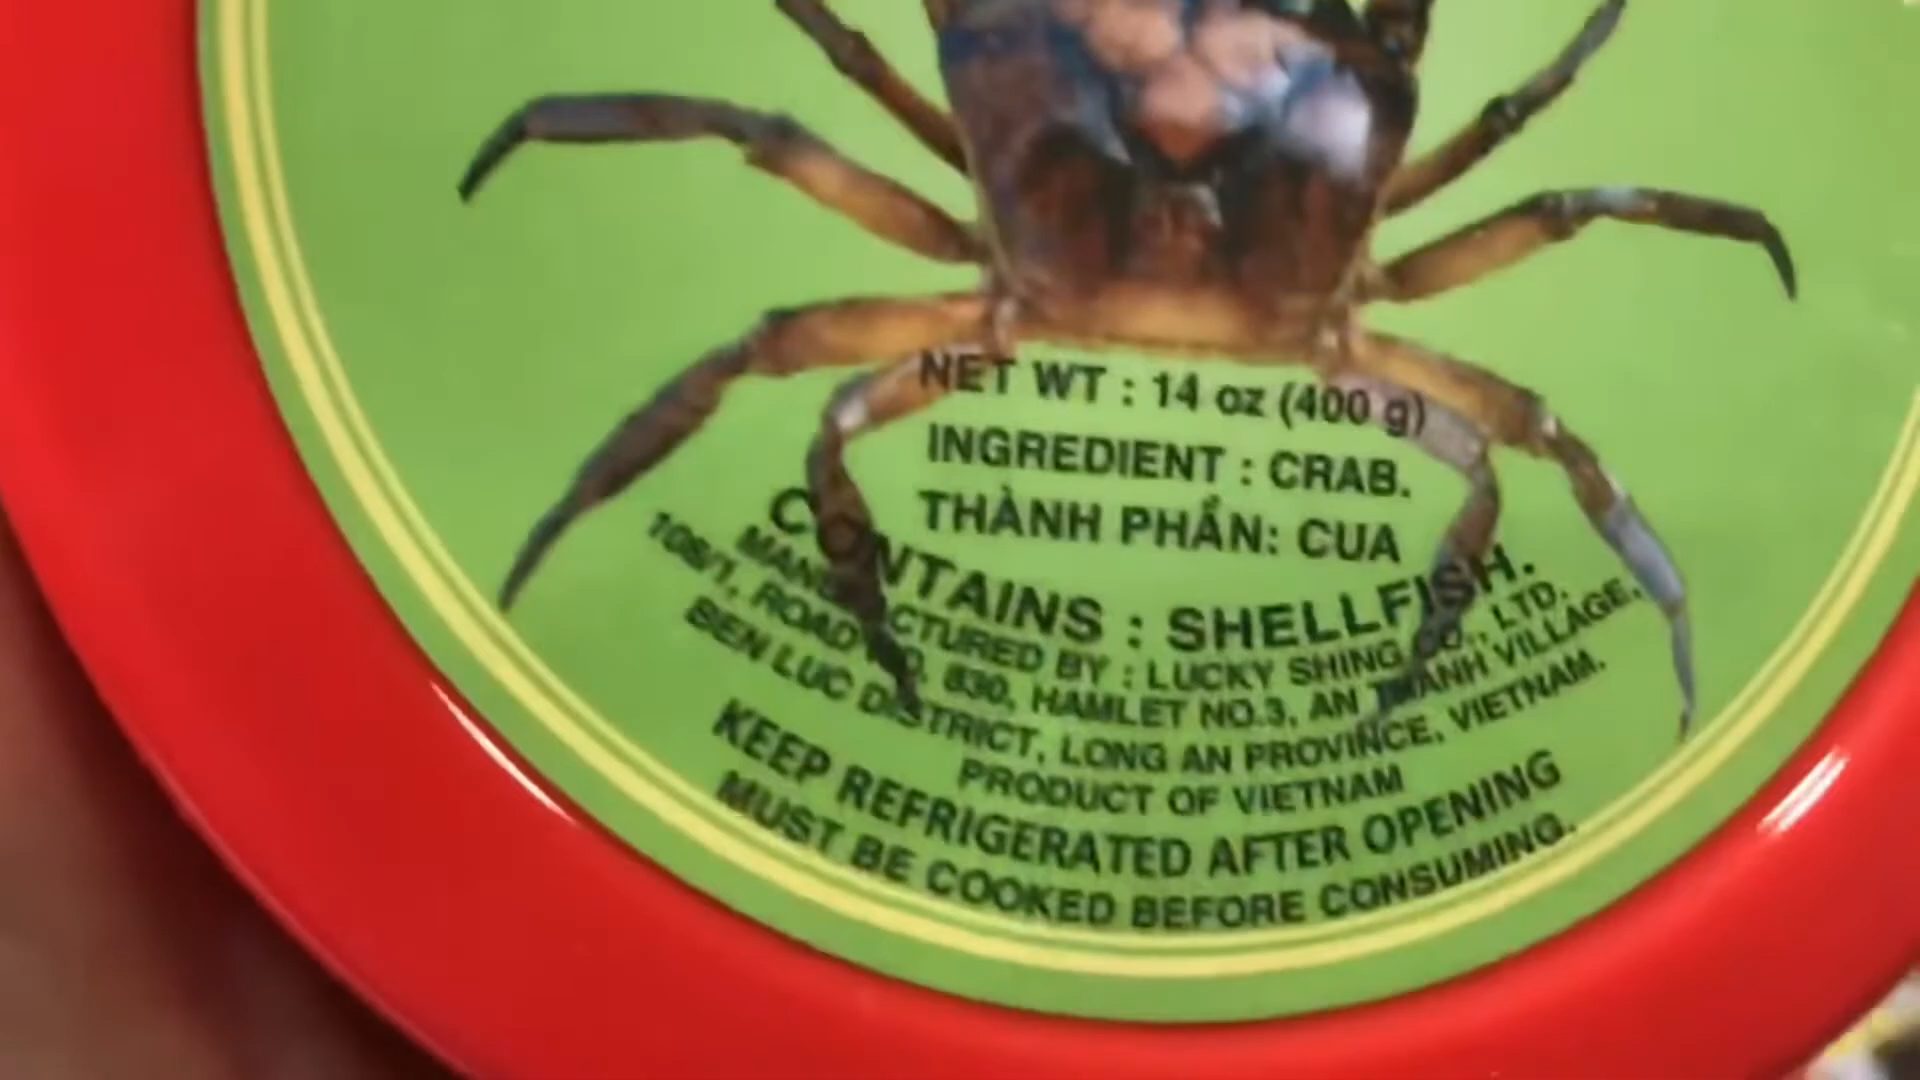 NET WT : 14 oz (400 g)
INGREDIENT : CRAB.
THÀNH PHẨN: CUA
CONTAINS : SHELLFISH.
MANUFACTURED BY : LUCKY SHING CO., LTD.
108/1, ROAD NO. 830, HAMLET NO.3, AN THANH VILLAGE,
BEN LUC DISTRICT, LONG AN PROVINCE, VIETNAM.
PRODUCT OF VIETNAM
KEEP REFRIGERATED AFTER OPENING
MUST BE COOKED BEFORE CONSUMING.